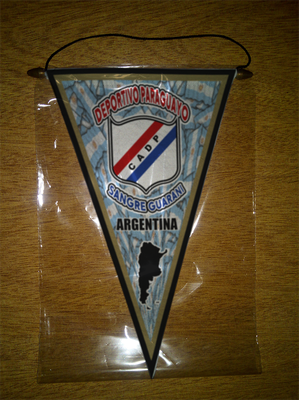 DEPORTIVO PARAGUAYO
CADP
SANGRE GUARANI
ARGENTINA